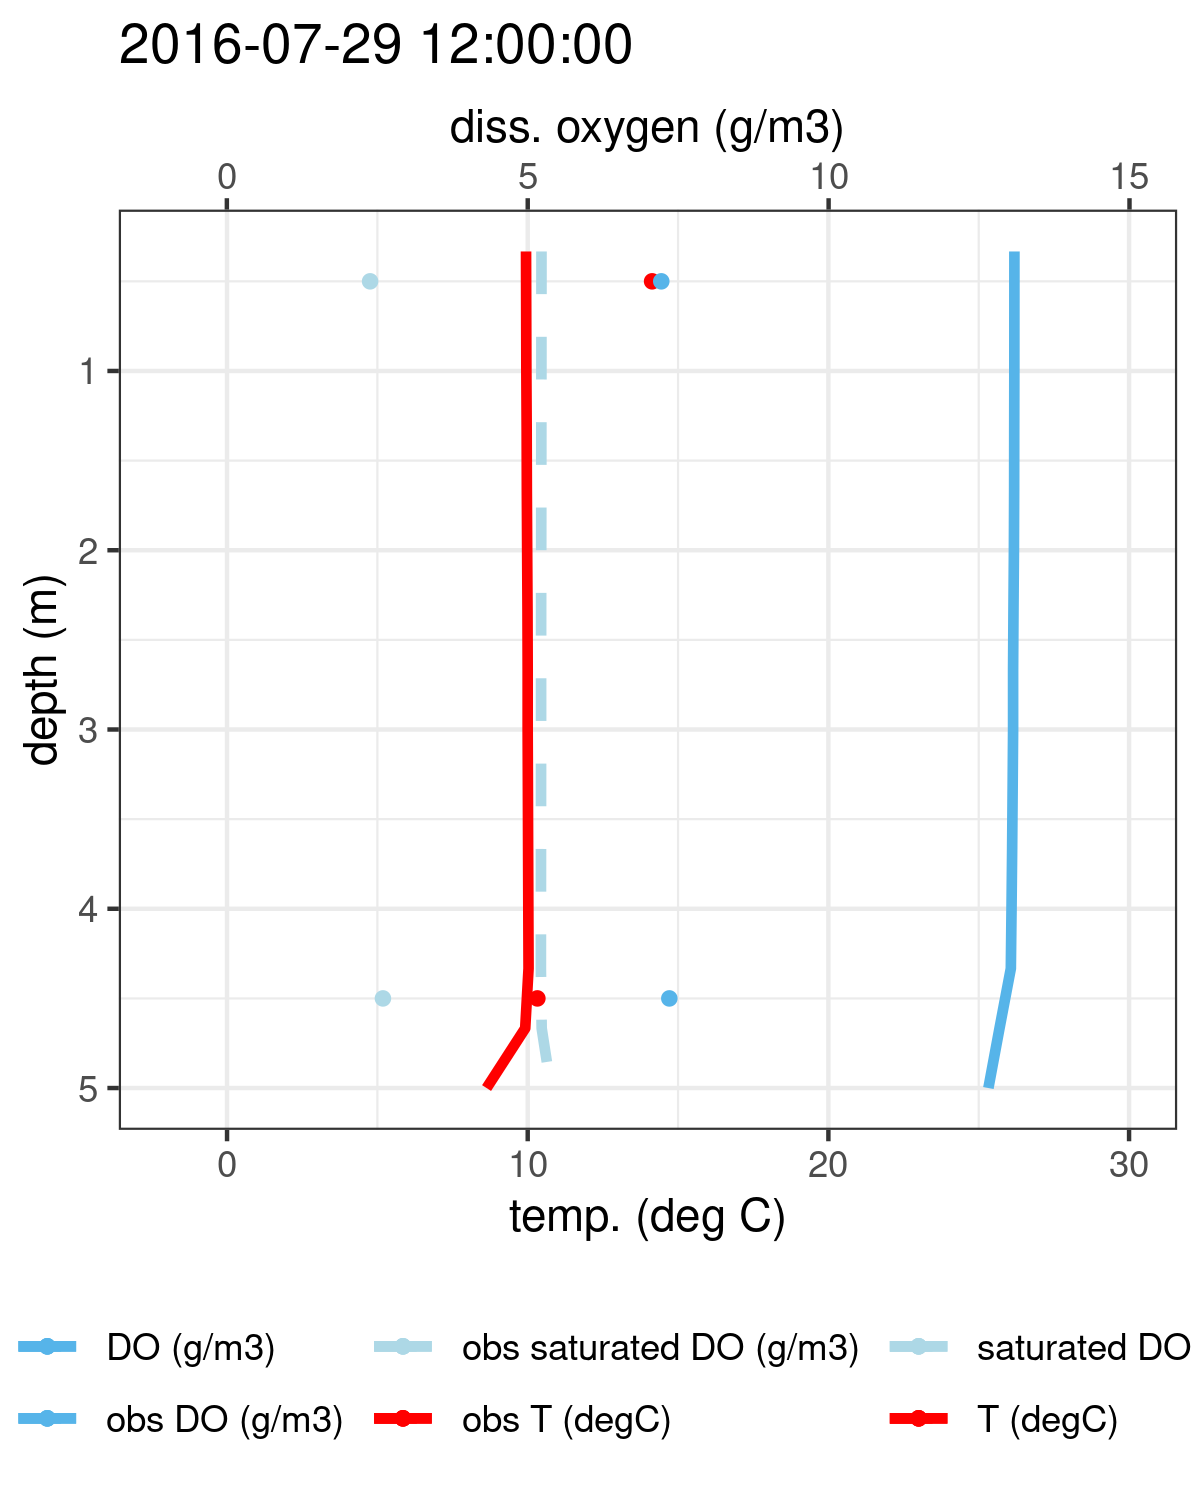 2016-07-29 12:00:00
diss. oxygen (g/m3)
0 5 10 15
depth (m)
1
2
3
4
5
0 10 20 30
temp. (deg C)
DO (g/m3) obs saturated DO (g/m3) saturated DO
obs DO (g/m3) obs T (degC) T (degC)